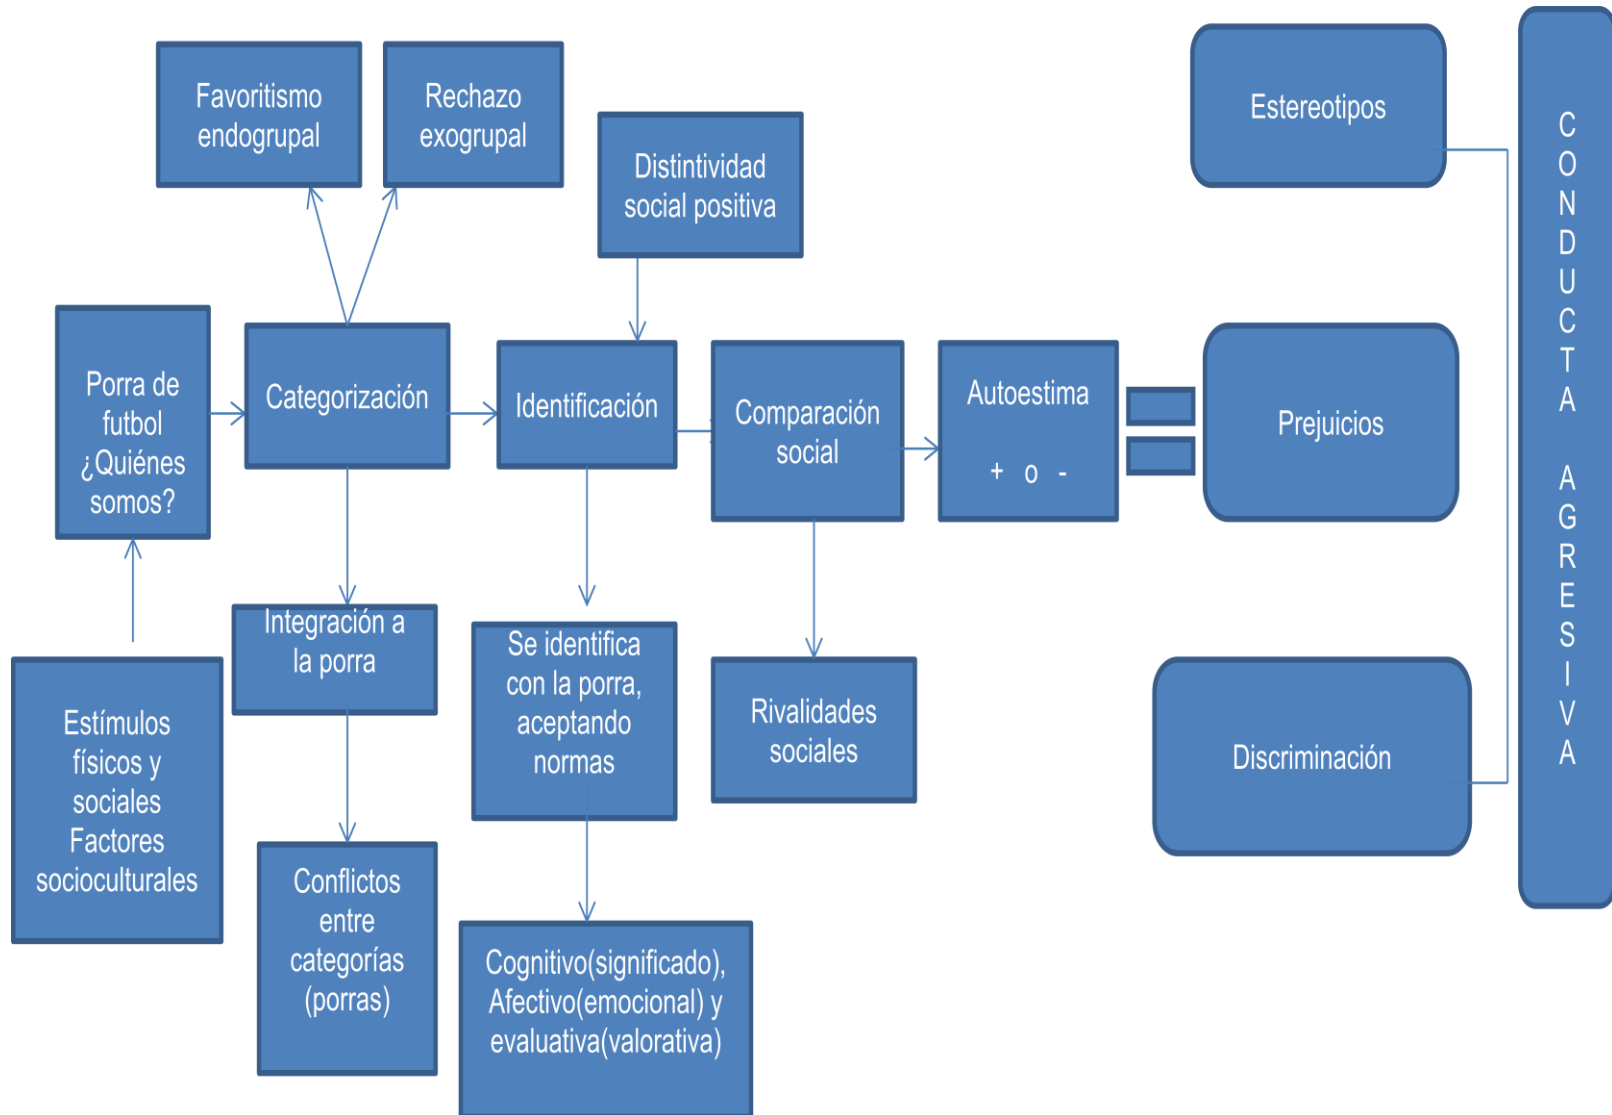 Favoritismo
endogrupal
Rechazo
exogrupal
Distintividad
social positiva
Estereotipos
Porra de
futbol
¿Quiénes
somos?
Categorización
Identificación
Comparación
social
Autoestima
+ o -
Prejuicios
Integración a
la porra
Se identifica
con la porra,
aceptando
normas
Rivalidades
sociales
Discriminación
Estímulos
físicos y
sociales
Factores
socioculturales
Conflictos
entre
categorías
(porras)
Cognitivo(significado),
Afectivo(emocional) y
evaluativa(valorativa)
CONDUCTA AGRESIVA